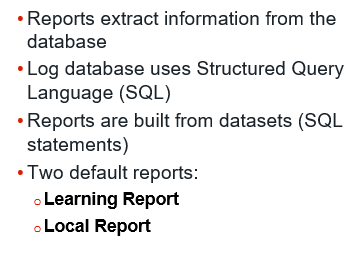 • Reports extract information from the
database
• Log database uses Structured Query
Language (SQL)
• Reports are built from datasets (SQL
statements)
• Two default reports:
o Learning Report
o Local Report